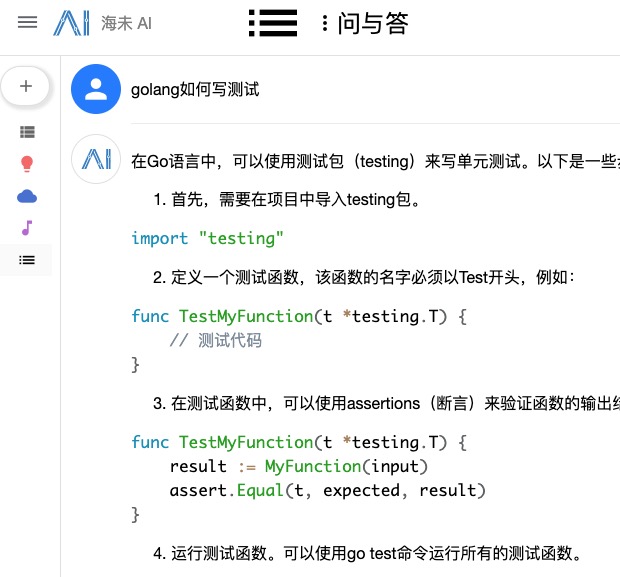 AI 海未 AI
问与答
golang如何写测试
AI 在Go语言中，可以使用测试包（testing）来写单元测试。以下是一些
1. 首先，需要在项目中导入testing包。
import "testing"
2. 定义一个测试函数，该函数的名字必须以Test开头，例如：
func TestMyFunction(t *testing.T) {
// 测试代码
}
3. 在测试函数中，可以使用assertions（断言）来验证函数的输出
func TestMyFunction(t *testing.T) {
result := MyFunction(input)
assert.Equal(t, expected, result)
}
4. 运行测试函数。可以使用go test命令运行所有的测试函数。